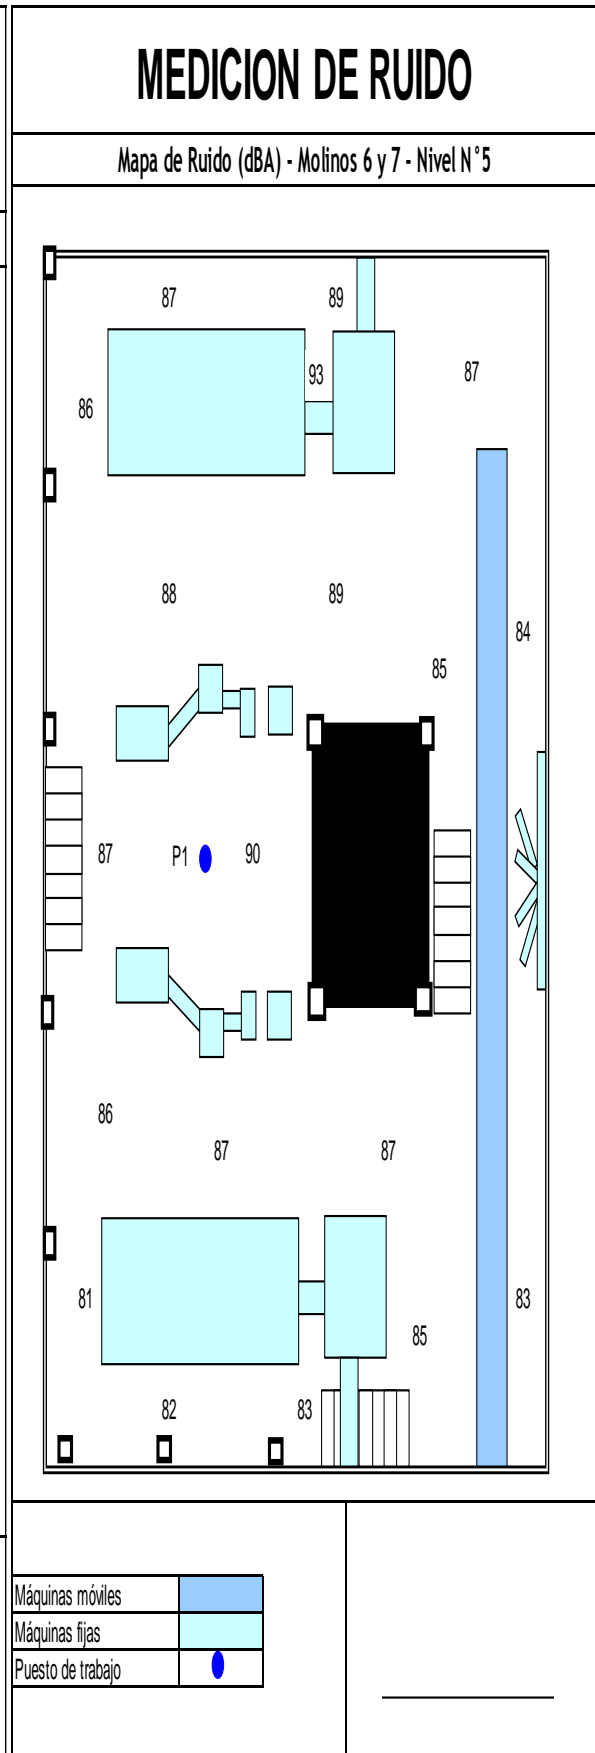 MEDICION DE RUIDO
Mapa de Ruido (dBA) - Molinos 6 y 7 - Nivel N°5
87 89
93 87
86
88 89
84
85
87 P1 90
86
87 87
81 83
85
82 83
Máquinas móviles
Máquinas fijas
Puesto de trabajo